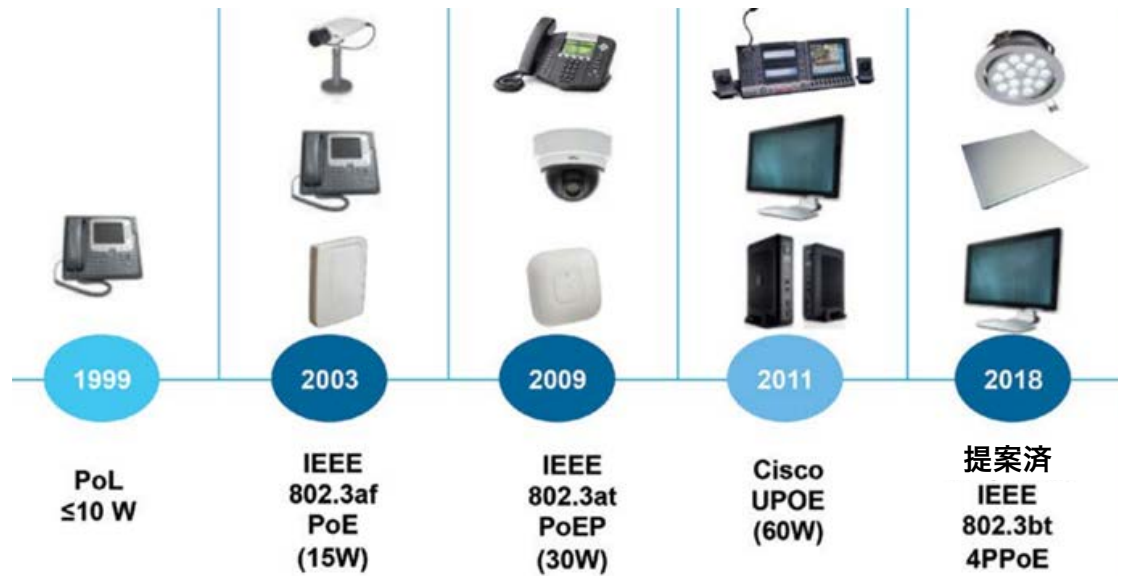 1999
2003
2009
2011
2018
PoL
≤10 W
IEEE
802.3af
PoE
(15W)
IEEE
802.3at
PoEP
(30W)
Cisco
UPOE
(60W)
提案済
IEEE
802.3bt
4PPoE